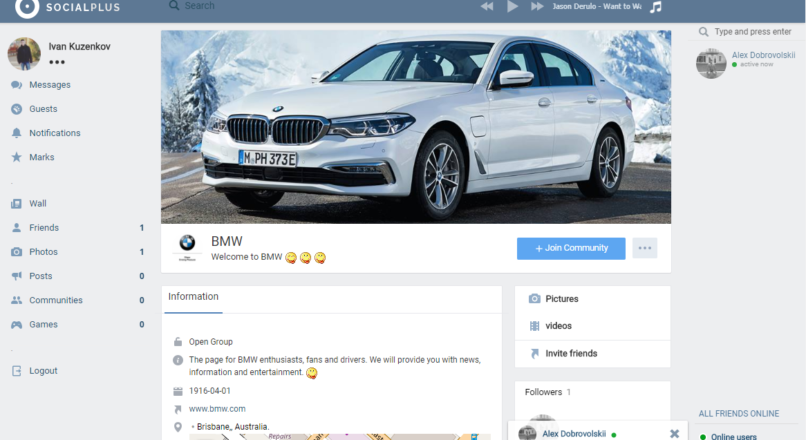 SOCIALPLUS
Search
Jason Derulo - Want to Wa
Ivan Kuzenkov
Messages
Guests
Notifications
Marks
.
Wall
Friends 1
Photos 1
Posts 0
Communities 0
Games 0
.
Logout
M PH 373E
BMW
Welcome to BMW
+ Join Community
Information
Open Group
The page for BMW enthusiasts, fans and drivers. We will provide you with news,
information and entertainment.
1916-04-01
www.bmw.com
- Brisbane,, Australia.
Repairs
Pictures
videos
Invite friends
Followers 1
Type and press enter
Alex Dobrovolskii
active now
ALL FRIENDS ONLINE
Online users
Alex Dobrovolskii